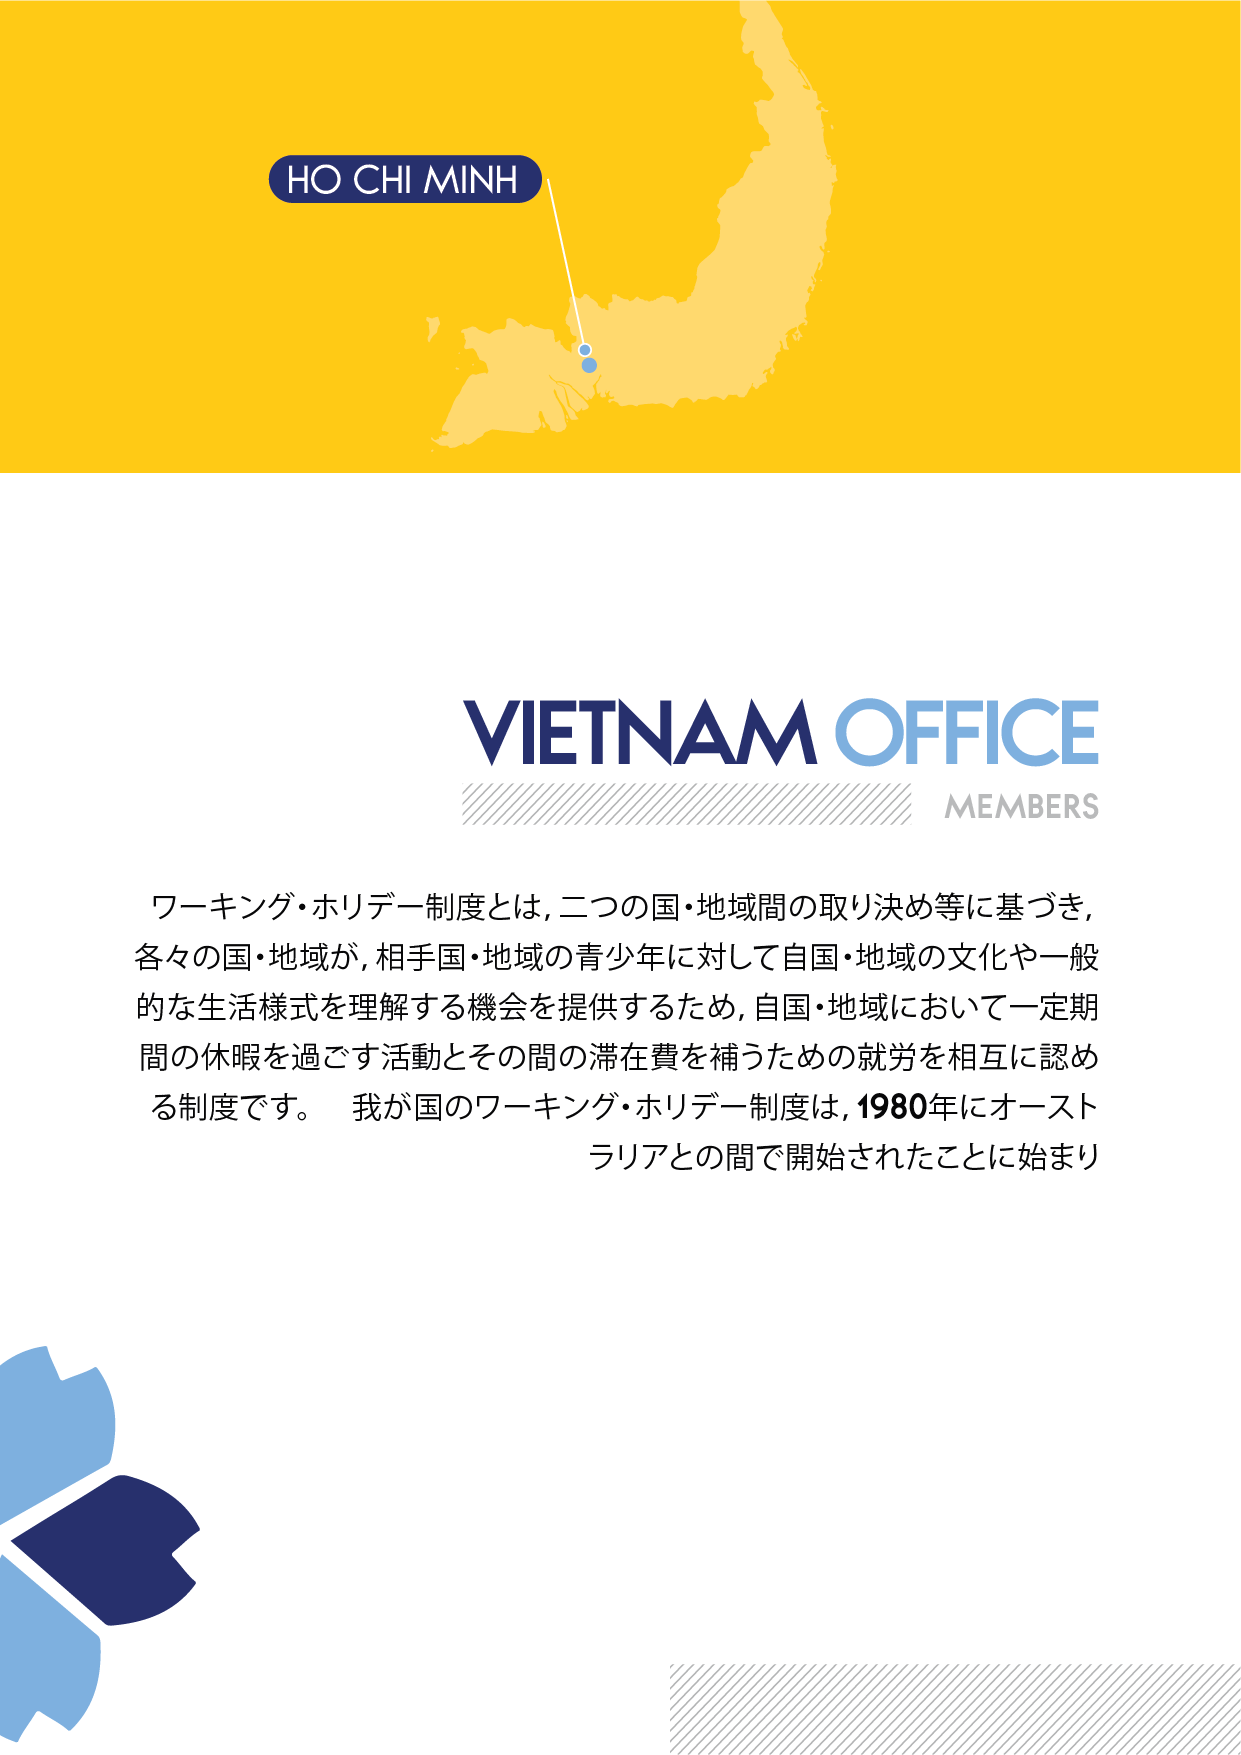 HO CHI MINH
VIETNAM OFFICE
MEMBERS
ワーキング・ホリデー制度とは, 二つの国・地域間の取り決め等に基づき,
各々の国・地域が, 相手国・地域の青少年に対して自国・地域の文化や一般
的な生活様式を理解する機会を提供するため, 自国・地域において一定期
間の休暇を過ごす活動とその間の滞在費を補うための就労を相互に認め
る制度です。　我が国のワーキング・ホリデー制度は, 1980年にオースト
ラリアとの間で開始されたことに始まり